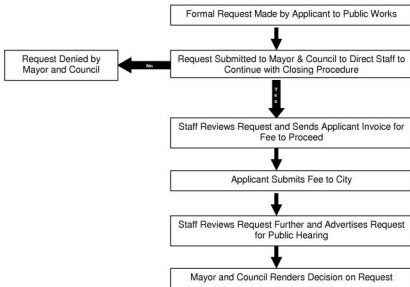 Formal Request Made by Applicant to Public Works
Request Denied by
Mayor and Council
No
Request Submitted to Mayor & Council to Direct Staff to
Continue with Closing Procedure
Yes
Staff Reviews Request and Sends Applicant Invoice for
Fee to Proceed
Applicant Submits Fee to City
Staff Reviews Request Further and Advertises Request
for Public Hearing
Mayor and Council Renders Decision on Request